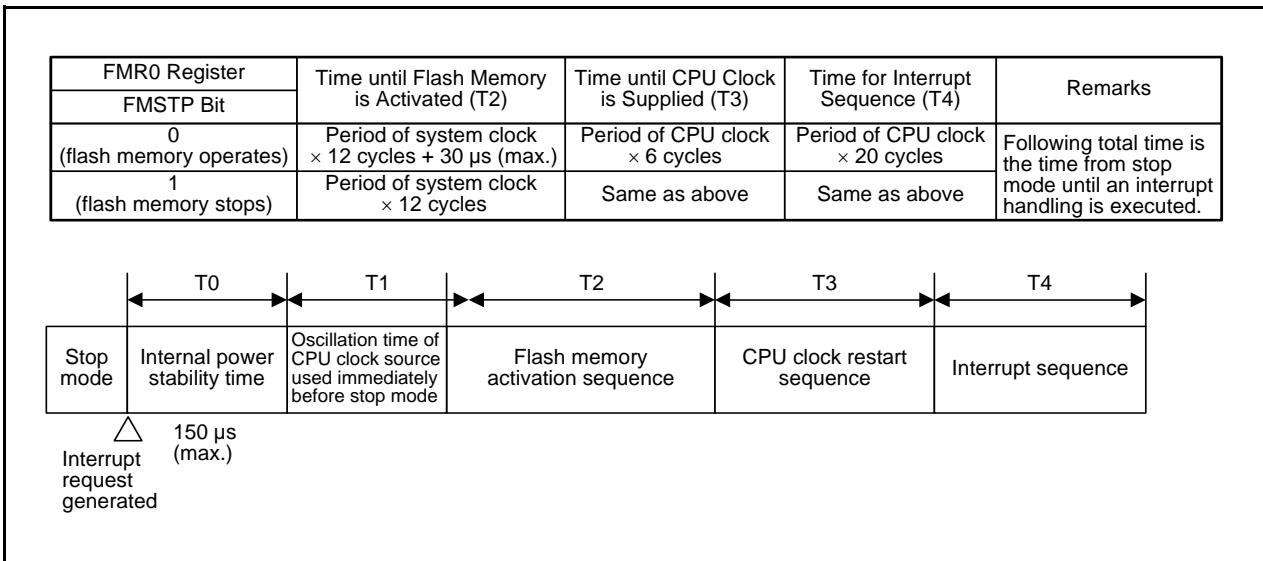 FMR0 Register
FMSTP Bit
Time until Flash Memory
is Activated (T2)
Time until CPU Clock
is Supplied (T3)
Time for Interrupt
Sequence (T4)
Remarks
0
(flash memory operates)
Period of system clock
× 12 cycles + 30 µs (max.)
Period of CPU clock
× 6 cycles
Period of CPU clock
× 20 cycles
Following total time is
the time from stop
mode until an interrupt
handling is executed.
1
(flash memory stops)
Period of system clock
× 12 cycles
Same as above
Same as above
T0
T1
T2
T3
T4
Stop
mode
Internal power
stability time
Oscillation time of
CPU clock source
used immediately
before stop mode
Flash memory
activation sequence
CPU clock restart
sequence
Interrupt sequence
150 µs
(max.)
Interrupt
request
generated